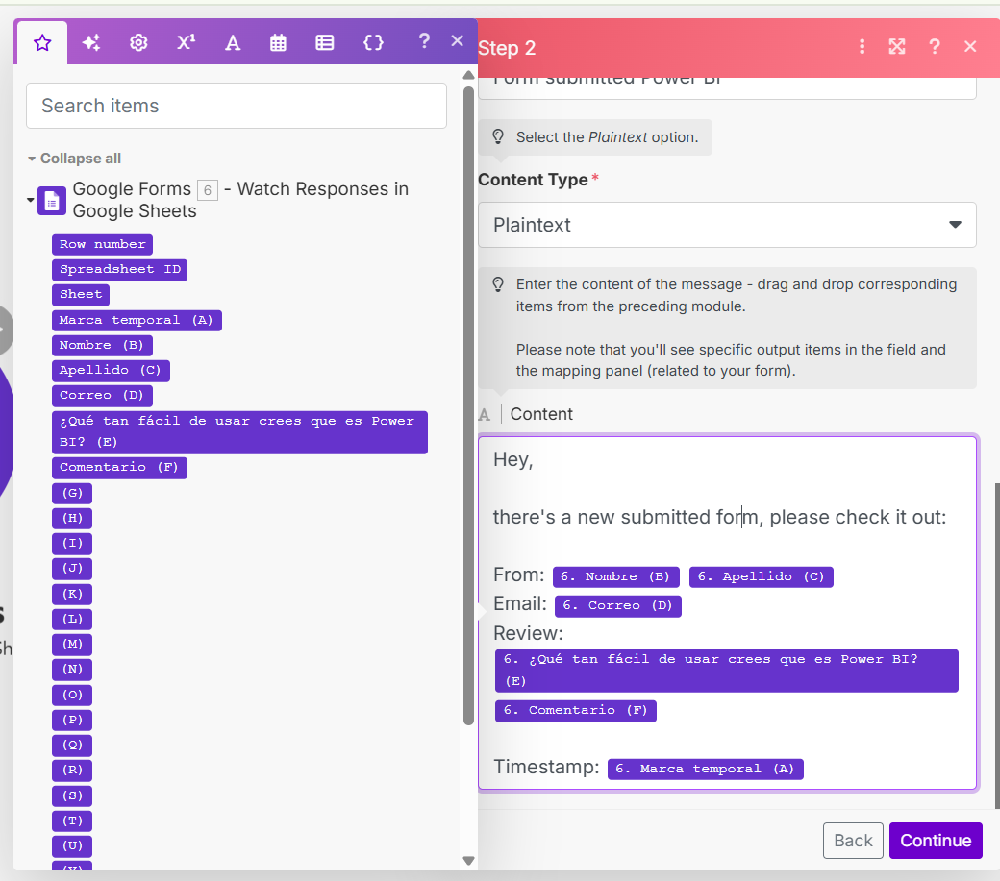 Search items
Collapse all
Google Forms 6 - Watch Responses in
Google Sheets
Row number
Spreadsheet ID
Sheet
Marca temporal (A)
Nombre (B)
Apellido (C)
Correo (D)
¿Qué tan fácil de usar crees que es Power
BI? (E)
Comentario (F)
(G)
(H)
(I)
(J)
(K)
(L)
(M)
(N)
(O)
(P)
(Q)
(R)
(S)
(T)
(U)
(V)
Step 2
Form submitted Power BI
Select the Plaintext option.
Content Type *
Plaintext
Enter the content of the message - drag and drop corresponding
items from the preceding module.
Please note that you'll see specific output items in the field and
the mapping panel (related to your form).
A Content
Hey,
there's a new submitted form, please check it out:
From: 6. Nombre (B) 6. Apellido (C)
Email: 6. Correo (D)
Review:
6. ¿Qué tan fácil de usar crees que es Power BI?
(E)
6. Comentario (F)
Timestamp: 6. Marca temporal (A)
Back Continue